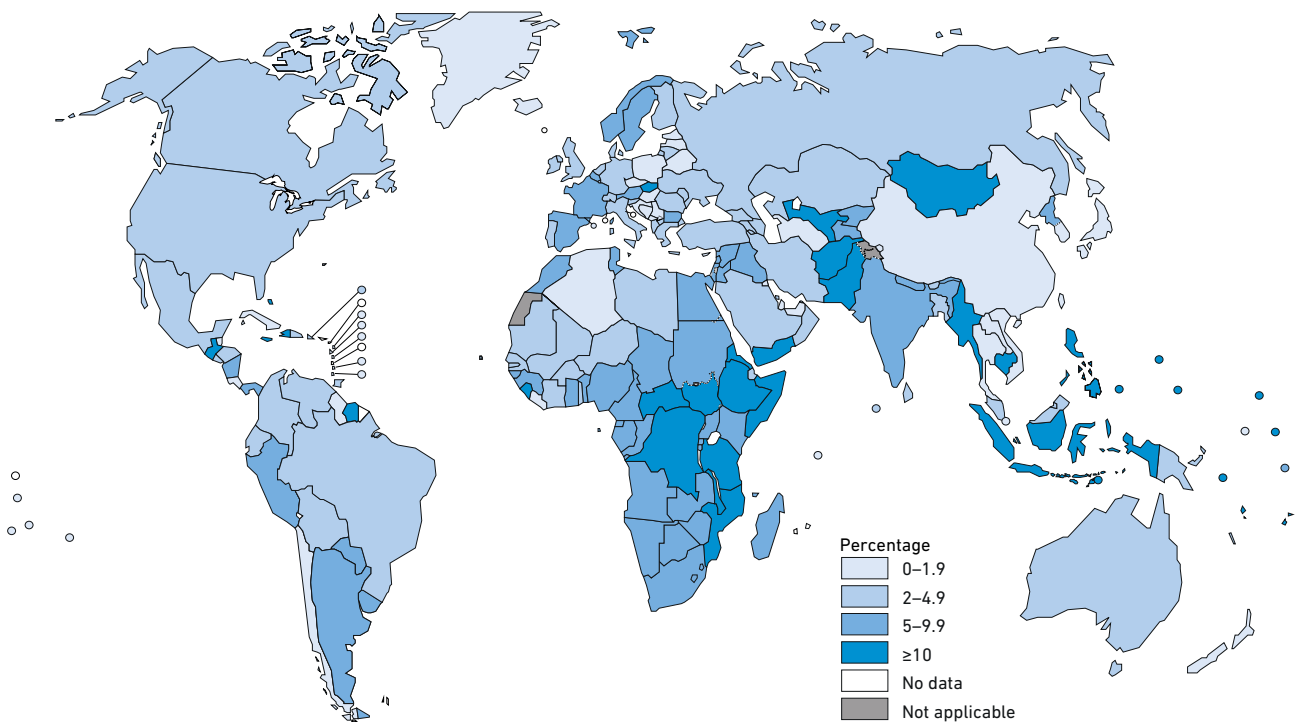 Percentage
0–1.9
2–4.9
5–9.9
≥10
No data
Not applicable